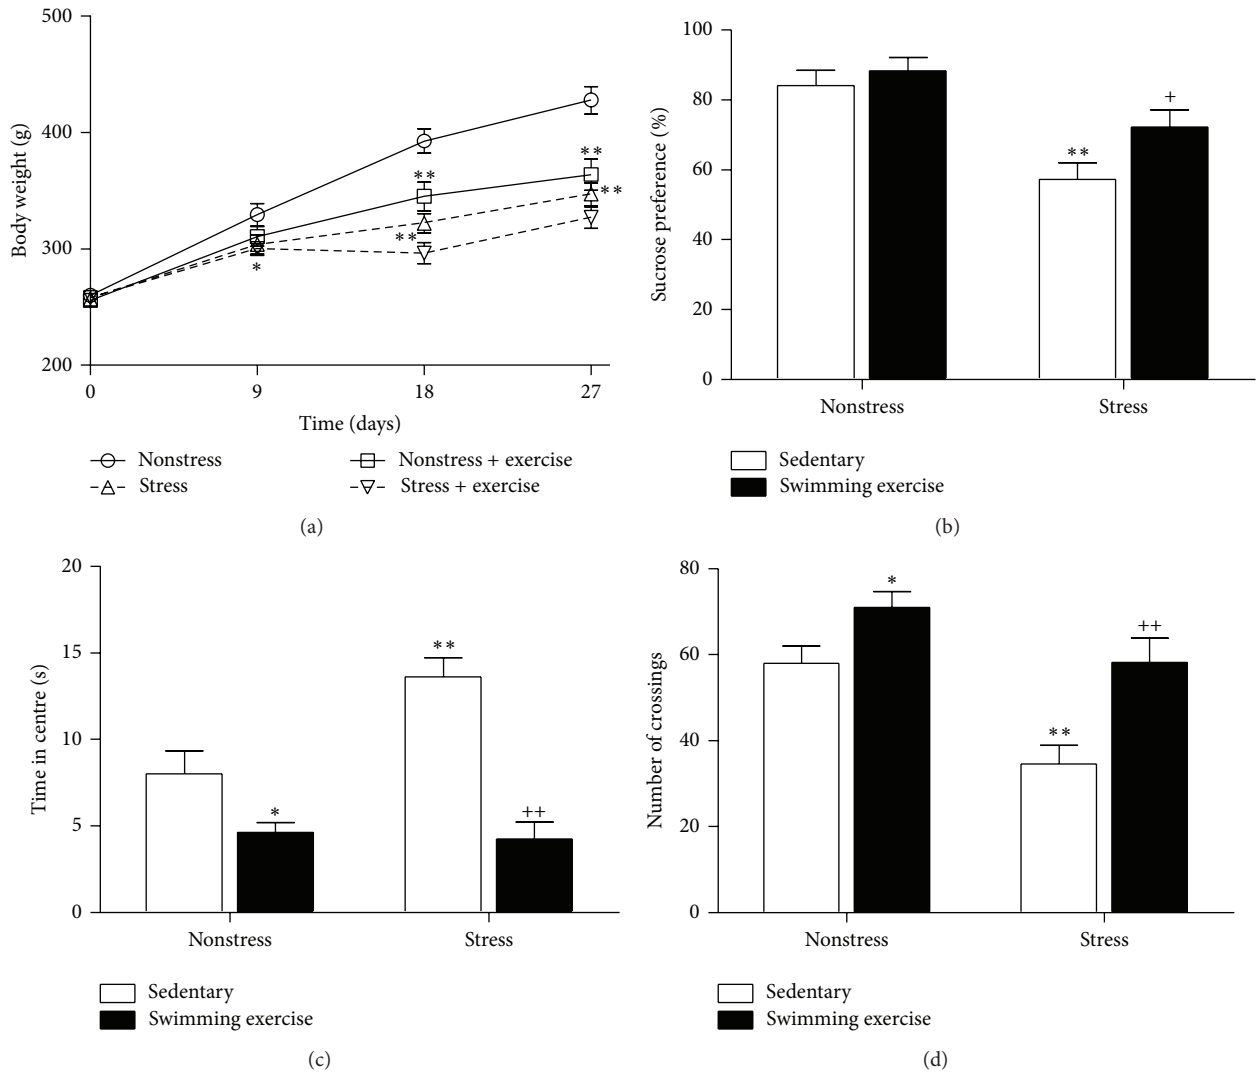 500
400
300
200
Body weight (g)
**
**
**
**
*
0 9 18 27
Time (days)
Nonstress
Nonstress + exercise
Stress
Stress + exercise
(a)
100
80
60
40
20
0
Sucrose preference (%)
**
+
Nonstress Stress
Sedentary
Swimming exercise
(b)
20
15
10
5
0
Time in centre (s)
*
**
++
Nonstress Stress
Sedentary
Swimming exercise
(c)
80
60
40
20
0
Number of crossings
*
**
++
Nonstress Stress
Sedentary
Swimming exercise
(d)